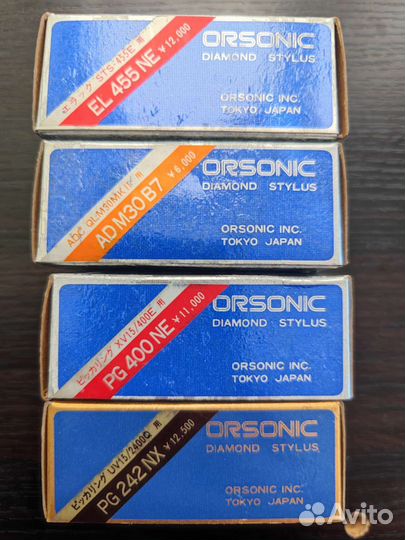 エラック STS-455E 用
EL 455 NE ¥12,000
ORSONIC
DIAMOND STYLUS
ORSONIC INC.
TOKYO JAPAN
ADC QLM30MKIII 用
AD M30 B7 ¥6,000
ORSONIC
DIAMOND STYLUS
ORSONIC INC.
TOKYO JAPAN
ピッカリング XV15/400E 用
PG 400 NE ¥11,000
ORSONIC
DIAMOND STYLUS
ORSONIC INC.
TOKYO JAPAN
ピッカリング UV15/2400Q 用
PG 242 NX ¥12,500
ORSONIC
DIAMOND STYLUS
ORSONIC INC.
TOKYO JAPAN
Avito